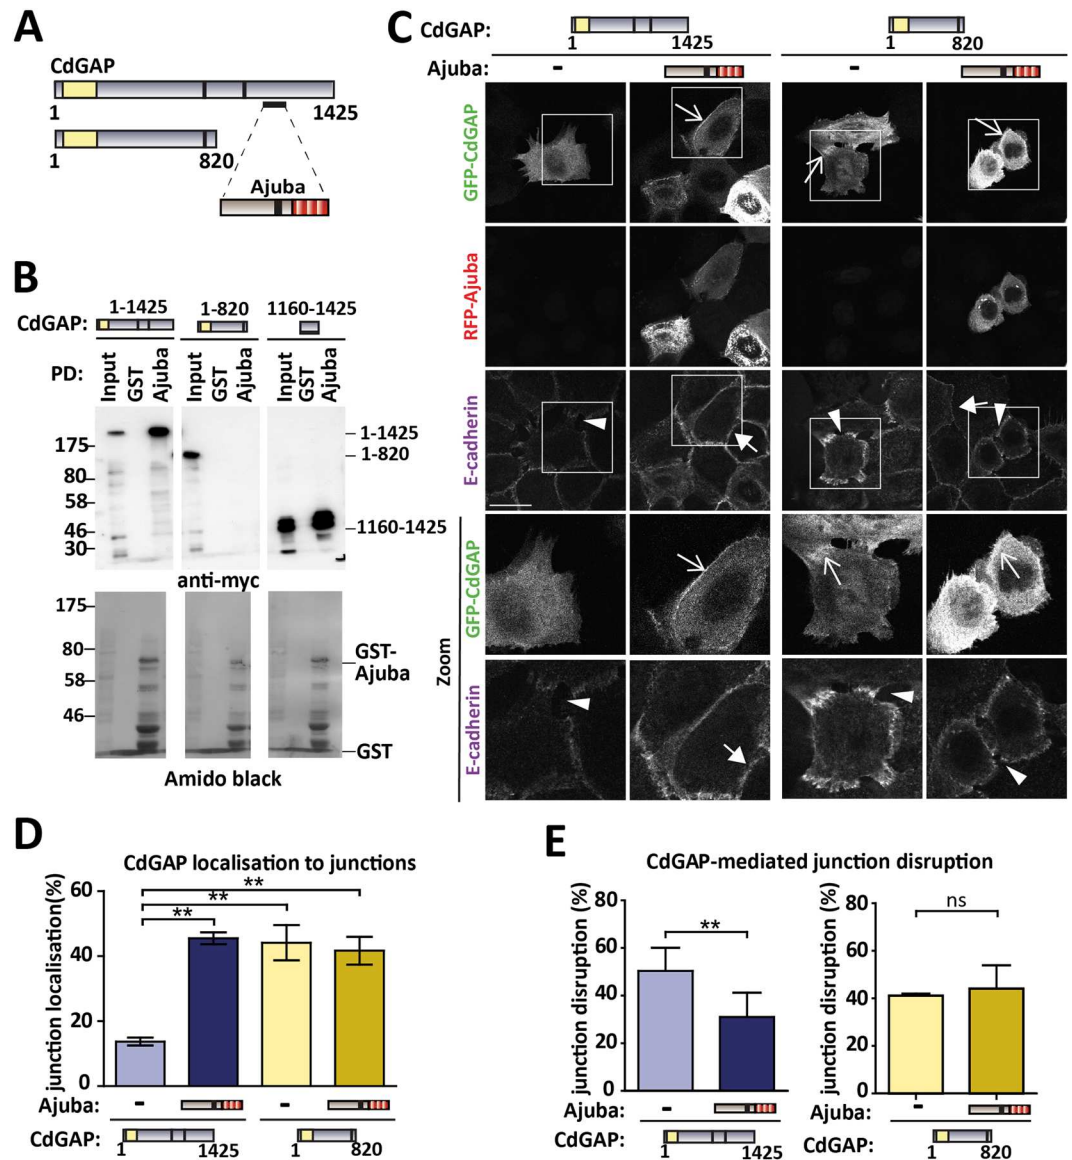 A
CdGAP
1 1425
1 820
Ajuba
B
1-1425 1-820 1160-1425
CdGAP:
PD: Input GST Ajuba Input GST Ajuba Input GST Ajuba
175
80
58
46
30
1-1425
1-820
1160-1425
anti-myc
175
80
58
46
GST-
Ajuba
GST
Amido black
C
CdGAP:
1 1425 1 820
Ajuba: - -
GFP-CdGAP
RFP-Ajuba
E-cadherin
Zoom
GFP-CdGAP
E-cadherin
D
CdGAP localisation to junctions
junction localisation(%)
60
40
20
0
**
**
**
Ajuba: - -
CdGAP:
1 1425 1 820
E
CdGAP-mediated junction disruption
junction disruption (%)
80
60
40
20
0
**
Ajuba: -
CdGAP:
1 1425
junction disruption (%)
80
60
40
20
0
ns
Ajuba: -
CdGAP:
1 820